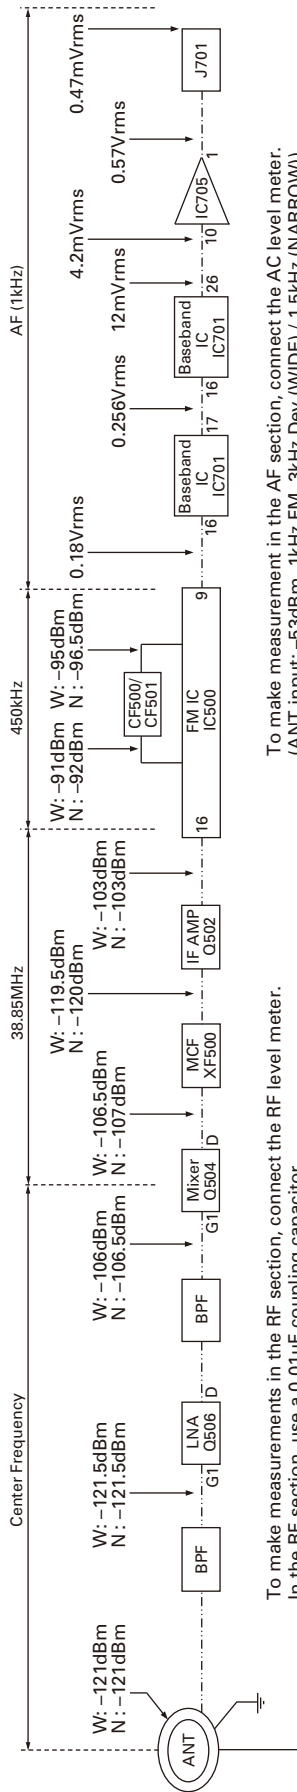 Center Frequency
38.85MHz
450kHz
AF (1kHz)
W: –121dBm
N : –121dBm
W: –121.5dBm
N : –121.5dBm
W: –106dBm
N : –106.5dBm
W: –106.5dBm
N : –107dBm
W: –119.5dBm
N : –120dBm
W: –103dBm
N : –103dBm
W: –91dBm
N : –92dBm
W: –95dBm
N : –96.5dBm
0.18Vrms
0.256Vrms
12mVrms
4.2mVrms
0.57Vrms
0.47mVrms
ANT
BPF
G1
LNA
Q506
D
BPF
G1
Mixer
Q504
D
MCF
XF500
IF AMP
Q502
16
FM IC
IC500
9
CF500/
CF501
16
Baseband
IC
IC701
17
16
Baseband
IC
IC701
26
10
IC705
1
J701
To make measurements in the RF section, connect the RF level meter.
In the RF section, use a 0.01μF coupling capacitor.
To make measurement in the AF section, connect the AC level meter.
(ANT input: –53dBm, 1kHz FM, 3kHz Dev (WIDE) / 1.5kHz (NARROW))